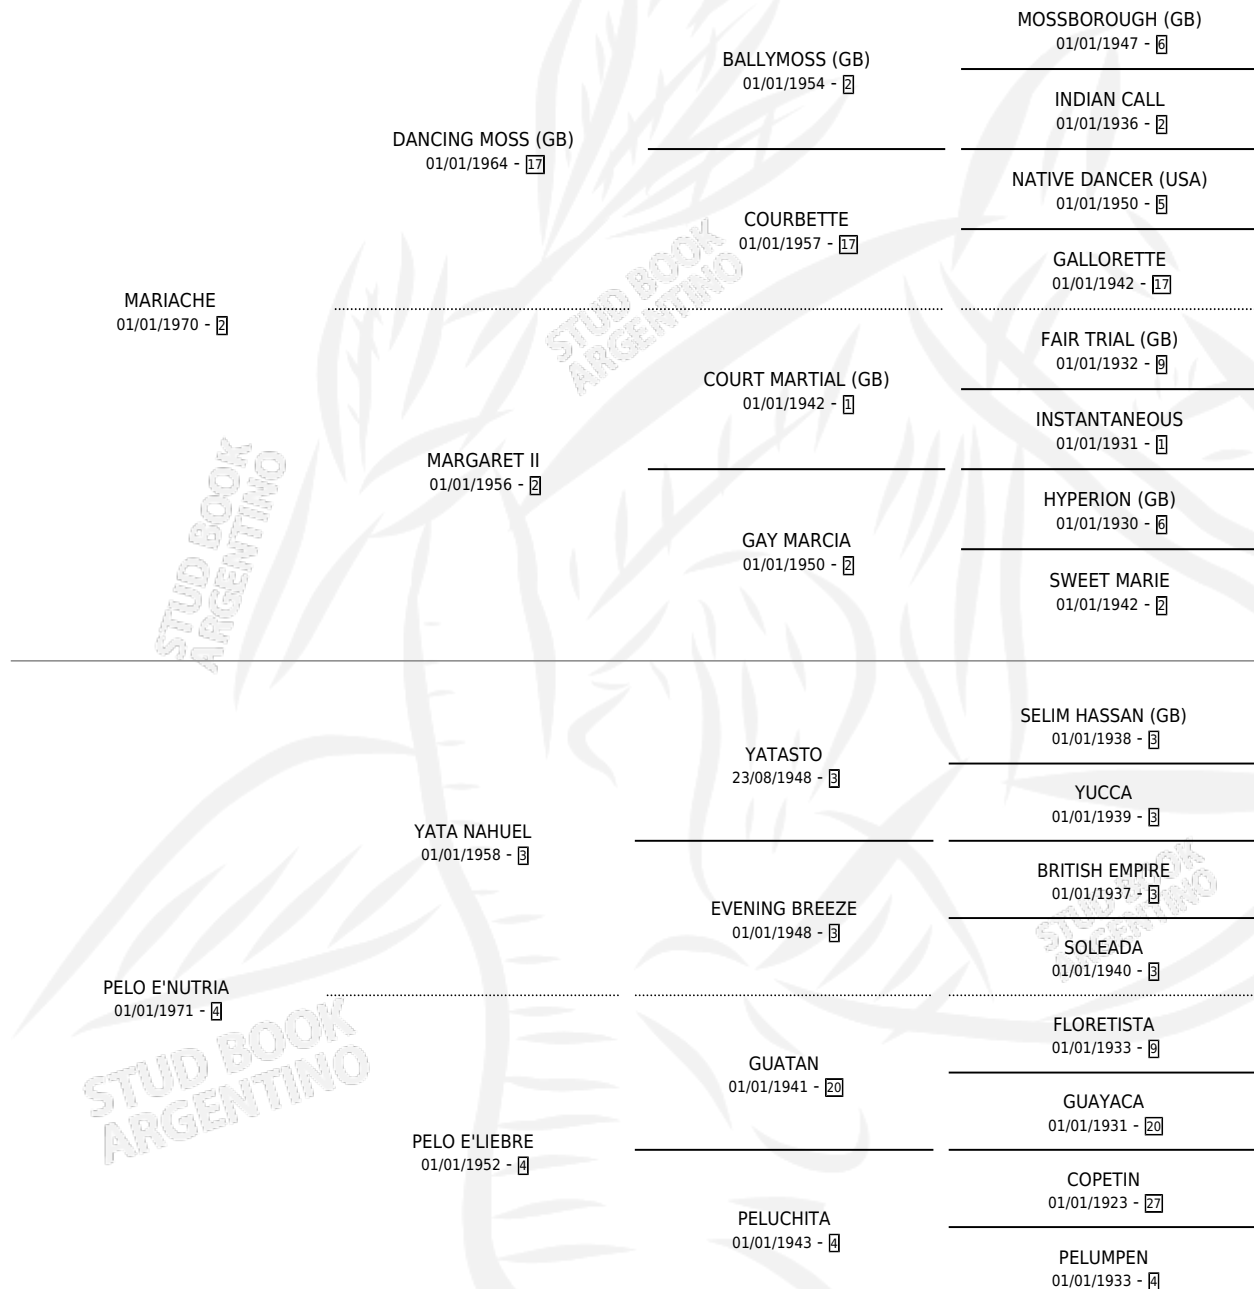 MARIACHE
01/01/1970 - 2
DANCING MOSS (GB)
01/01/1964 - 17
MARGARET II
01/01/1956 - 2
BALLYMOSS (GB)
01/01/1954 - 2
COURBETTE
01/01/1957 - 17
COURT MARTIAL (GB)
01/01/1942 - 1
GAY MARCIA
01/01/1950 - 2
MOSSBOROUGH (GB)
01/01/1947 - 6
INDIAN CALL
01/01/1936 - 2
NATIVE DANCER (USA)
01/01/1950 - 5
GALLORETTE
01/01/1942 - 17
FAIR TRIAL (GB)
01/01/1932 - 9
INSTANTANEOUS
01/01/1931 - 1
HYPERION (GB)
01/01/1930 - 6
SWEET MARIE
01/01/1942 - 2
PELO E'NUTRIA
01/01/1971 - 4
YATA NAHUEL
01/01/1958 - 3
PELO E'LIEBRE
01/01/1952 - 4
YATASTO
23/08/1948 - 3
EVENING BREEZE
01/01/1948 - 3
GUATAN
01/01/1941 - 20
PELUCHITA
01/01/1943 - 4
SELIM HASSAN (GB)
01/01/1938 - 3
YUCCA
01/01/1939 - 3
BRITISH EMPIRE
01/01/1937 - 3
SOLEADA
01/01/1940 - 3
FLORETISTA
01/01/1933 - 9
GUAYACA
01/01/1931 - 20
COPETIN
01/01/1923 - 27
PELUMPEN
01/01/1933 - 4
STUD BOOK
ARGENTINO
STUD BOOK
ARGENTINO
STUD BOOK
ARGENTINO
STUD BOOK
ARGENTINO